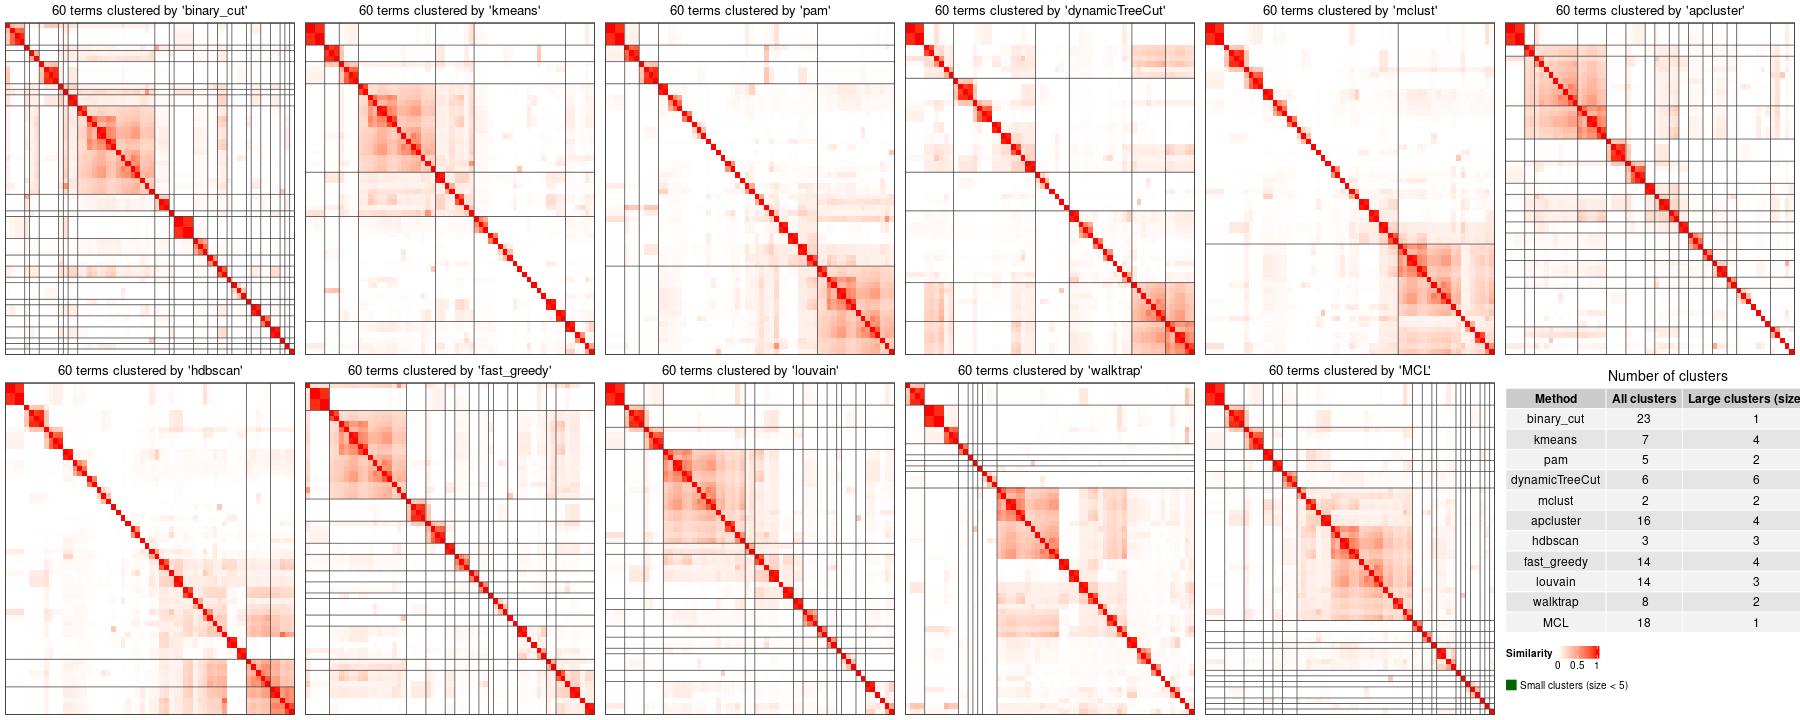 60 terms clustered by 'binary_cut'
60 terms clustered by 'kmeans'
60 terms clustered by 'pam'
60 terms clustered by 'dynamicTreeCut'
60 terms clustered by 'mclust'
60 terms clustered by 'apcluster'
60 terms clustered by 'hdbscan'
60 terms clustered by 'fast_greedy'
60 terms clustered by 'louvain'
60 terms clustered by 'walktrap'
60 terms clustered by 'MCL'
Number of clusters
Method All clusters Large clusters (size
binary_cut 23 1
kmeans 7 4
pam 5 2
dynamicTreeCut 6 6
mclust 2 2
apcluster 16 4
hdbscan 3 3
fast_greedy 14 4
louvain 14 3
walktrap 8 2
MCL 18 1
Similarity
0 0.5 1
Small clusters (size < 5)